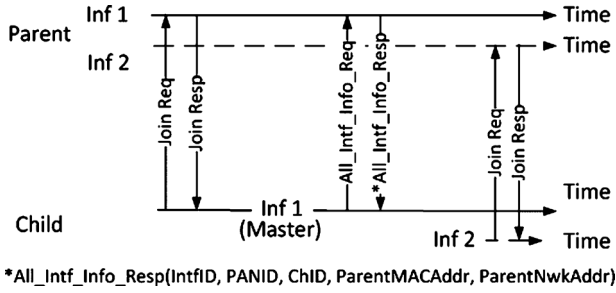 Inf 1
Time
Parent
Time
Inf 2
Join Req
Join Resp
All_Intf_Info_Req
*All_Intf_Info_Resp
Join Req
Join Resp
Time
Child
Inf 1
(Master)
Inf 2
Time
*All_Intf_Info_Resp(IntfID, PANID, ChID, ParentMACAddr, ParentNwkAddr)